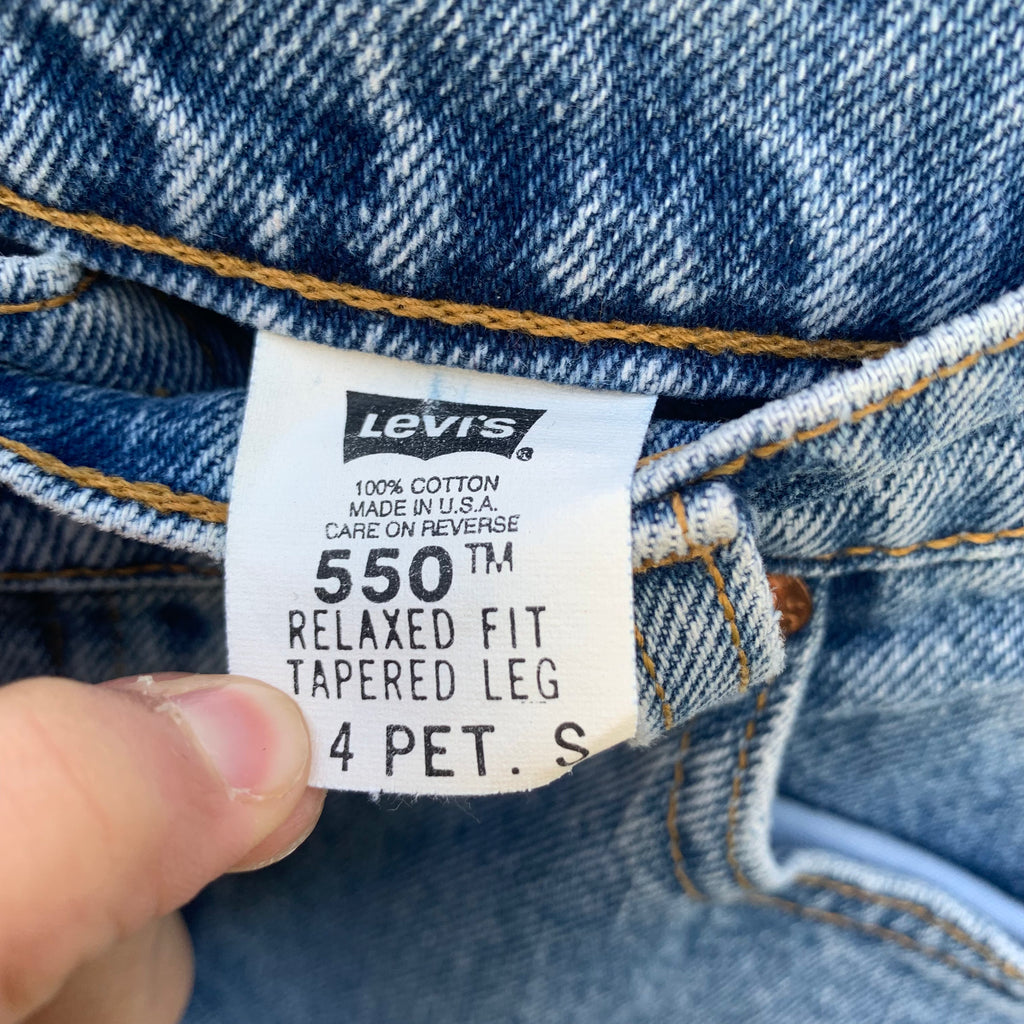 Levi's®
100% COTTON
MADE IN U.S.A.
CARE ON REVERSE
550™
RELAXED FIT
TAPERED LEG
4 PET. S